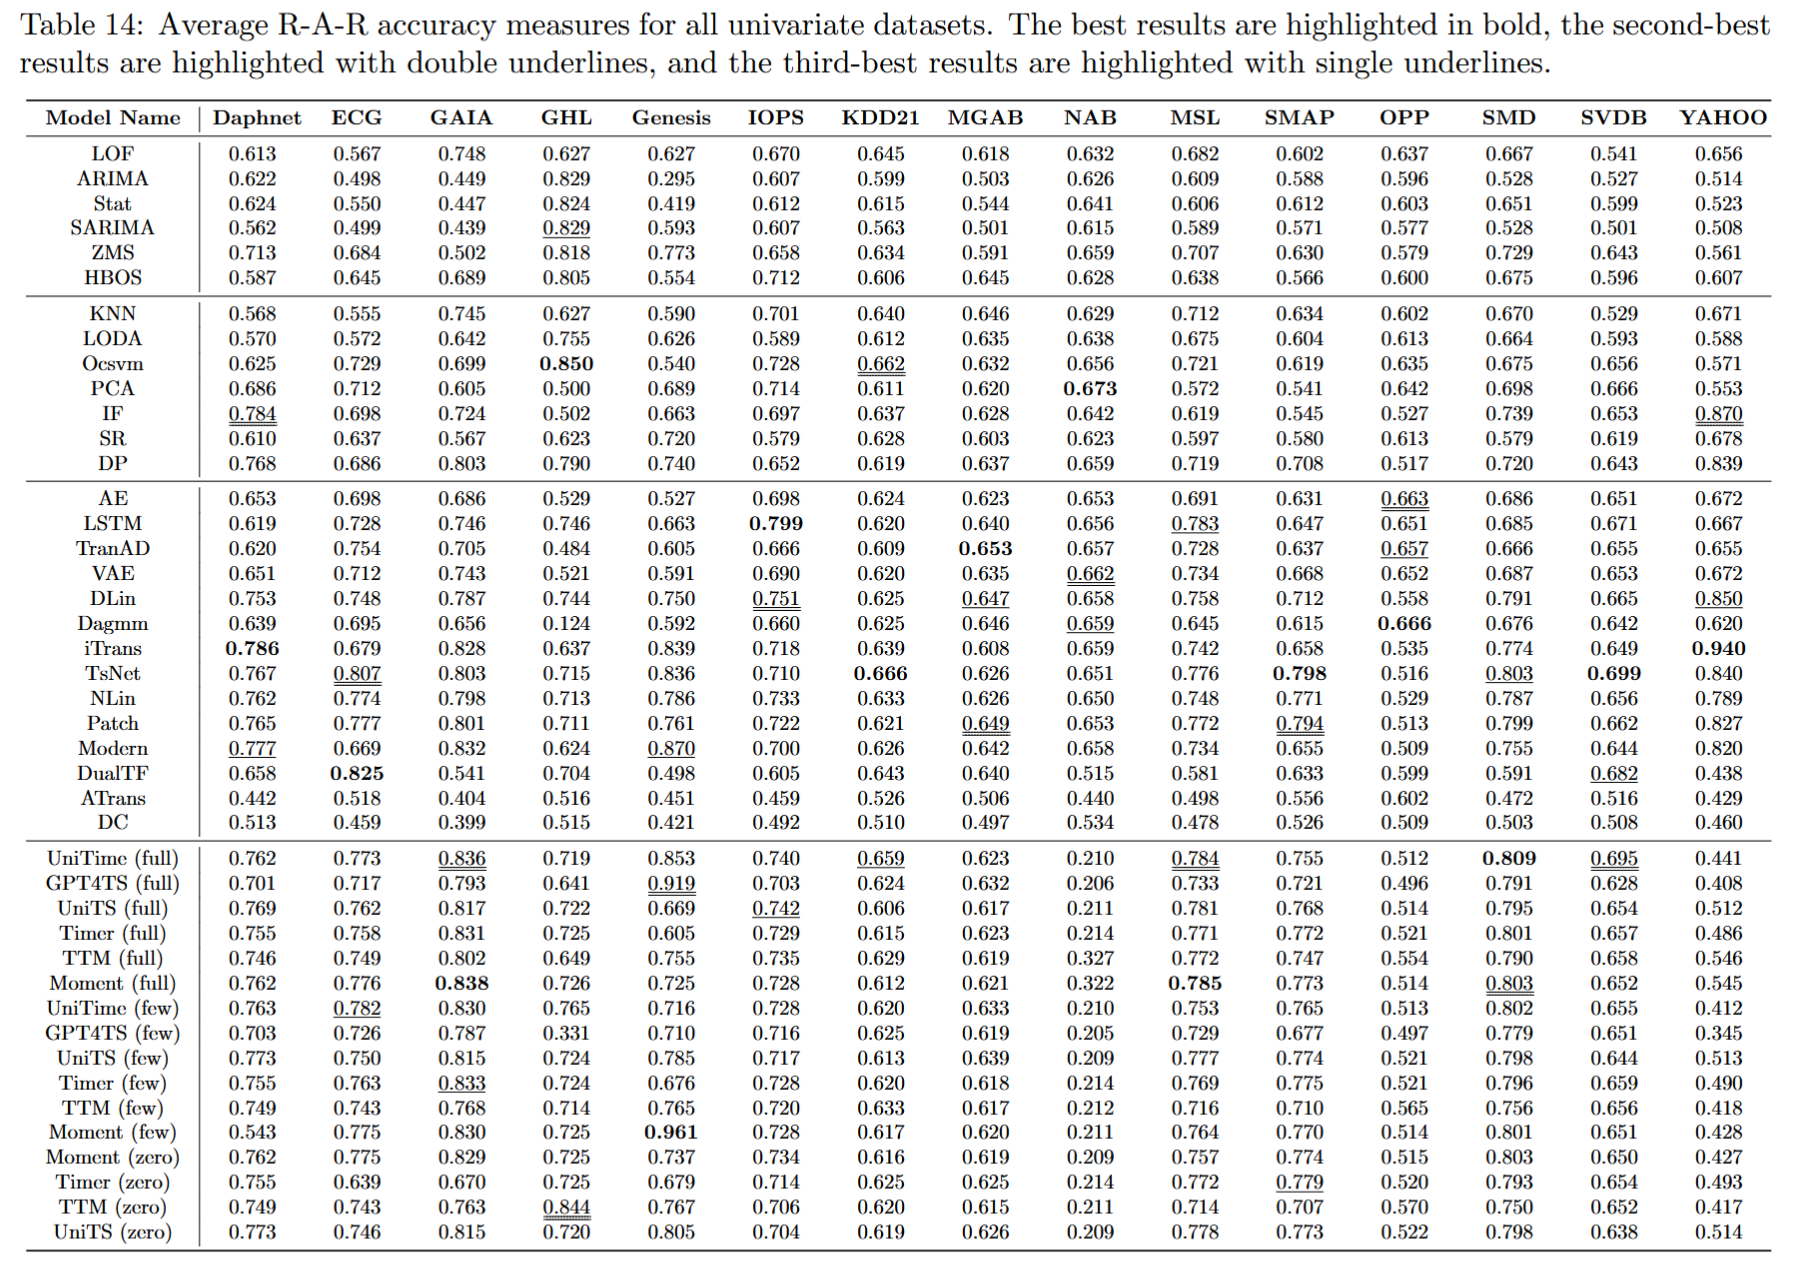 Table 14: Average R-A-R accuracy measures for all univariate datasets. The best results are highlighted in bold, the second-best
results are highlighted with double underlines, and the third-best results are highlighted with single underlines.
Model Name Daphnet ECG GAIA GHL Genesis IOPS KDD21 MGAB NAB MSL SMAP OPP SMD SVDB YAHOO
LOF 0.613 0.567 0.748 0.627 0.627 0.670 0.645 0.618 0.632 0.682 0.602 0.637 0.667 0.541 0.656
ARIMA 0.622 0.498 0.449 0.829 0.295 0.607 0.599 0.503 0.626 0.609 0.588 0.596 0.528 0.527 0.514
Stat 0.624 0.550 0.447 0.824 0.419 0.612 0.615 0.544 0.641 0.606 0.612 0.603 0.651 0.599 0.523
SARIMA 0.562 0.499 0.439 0.829 0.593 0.607 0.563 0.501 0.615 0.589 0.571 0.577 0.528 0.501 0.508
ZMS 0.713 0.684 0.502 0.818 0.773 0.658 0.634 0.591 0.659 0.707 0.630 0.579 0.729 0.643 0.561
HBOS 0.587 0.645 0.689 0.805 0.554 0.712 0.606 0.645 0.628 0.638 0.566 0.600 0.675 0.596 0.607
KNN 0.568 0.555 0.745 0.627 0.590 0.701 0.640 0.646 0.629 0.712 0.634 0.602 0.670 0.529 0.671
LODA 0.570 0.572 0.642 0.755 0.626 0.589 0.612 0.635 0.638 0.675 0.604 0.613 0.664 0.593 0.588
Ocsvm 0.625 0.729 0.699 0.850 0.540 0.728 0.662 0.632 0.656 0.721 0.619 0.635 0.675 0.656 0.571
PCA 0.686 0.712 0.605 0.500 0.689 0.714 0.611 0.620 0.673 0.572 0.541 0.642 0.698 0.666 0.553
IF 0.784 0.698 0.724 0.502 0.663 0.697 0.637 0.628 0.642 0.619 0.545 0.527 0.739 0.653 0.870
SR 0.610 0.637 0.567 0.623 0.720 0.579 0.628 0.603 0.623 0.597 0.580 0.613 0.579 0.619 0.678
DP 0.768 0.686 0.803 0.790 0.740 0.652 0.619 0.637 0.659 0.719 0.708 0.517 0.720 0.643 0.839
AE 0.653 0.698 0.686 0.529 0.527 0.698 0.624 0.623 0.653 0.691 0.631 0.663 0.686 0.651 0.672
LSTM 0.619 0.728 0.746 0.746 0.663 0.799 0.620 0.640 0.656 0.783 0.647 0.651 0.685 0.671 0.667
TranAD 0.620 0.754 0.705 0.484 0.605 0.666 0.609 0.653 0.657 0.728 0.637 0.657 0.666 0.655 0.655
VAE 0.651 0.712 0.743 0.521 0.591 0.690 0.620 0.635 0.662 0.734 0.668 0.652 0.687 0.653 0.672
DLin 0.753 0.748 0.787 0.744 0.750 0.751 0.625 0.647 0.658 0.758 0.712 0.558 0.791 0.665 0.850
Dagmm 0.639 0.695 0.656 0.124 0.592 0.660 0.625 0.646 0.659 0.645 0.615 0.666 0.676 0.642 0.620
iTrans 0.786 0.679 0.828 0.637 0.839 0.718 0.639 0.608 0.659 0.742 0.658 0.535 0.774 0.649 0.940
TsNet 0.767 0.807 0.803 0.715 0.836 0.710 0.666 0.626 0.651 0.776 0.798 0.516 0.803 0.699 0.840
NLin 0.762 0.774 0.798 0.713 0.786 0.733 0.633 0.626 0.650 0.748 0.771 0.529 0.787 0.656 0.789
Patch 0.765 0.777 0.801 0.711 0.761 0.722 0.621 0.649 0.653 0.772 0.794 0.513 0.799 0.662 0.827
Modern 0.777 0.669 0.832 0.624 0.870 0.700 0.626 0.642 0.658 0.734 0.655 0.509 0.755 0.644 0.820
DualTF 0.658 0.825 0.541 0.704 0.498 0.605 0.643 0.640 0.515 0.581 0.633 0.599 0.591 0.682 0.438
ATrans 0.442 0.518 0.404 0.516 0.451 0.459 0.526 0.506 0.440 0.498 0.556 0.602 0.472 0.516 0.429
DC 0.513 0.459 0.399 0.515 0.421 0.492 0.510 0.497 0.534 0.478 0.526 0.509 0.503 0.508 0.460
UniTime (full) 0.762 0.773 0.836 0.719 0.853 0.740 0.659 0.623 0.210 0.784 0.755 0.512 0.809 0.695 0.441
GPT4TS (full) 0.701 0.717 0.793 0.641 0.919 0.703 0.624 0.632 0.206 0.733 0.721 0.496 0.791 0.628 0.408
UniTS (full) 0.769 0.762 0.817 0.722 0.669 0.742 0.606 0.617 0.211 0.781 0.768 0.514 0.795 0.654 0.512
Timer (full) 0.755 0.758 0.831 0.725 0.605 0.729 0.615 0.623 0.214 0.771 0.772 0.521 0.801 0.657 0.486
TTM (full) 0.746 0.749 0.802 0.649 0.755 0.735 0.629 0.619 0.327 0.772 0.747 0.554 0.790 0.658 0.546
Moment (full) 0.762 0.776 0.838 0.726 0.725 0.728 0.612 0.621 0.322 0.785 0.773 0.514 0.803 0.652 0.545
UniTime (few) 0.763 0.782 0.830 0.765 0.716 0.728 0.620 0.633 0.210 0.753 0.765 0.513 0.802 0.655 0.412
GPT4TS (few) 0.703 0.726 0.787 0.331 0.710 0.716 0.625 0.619 0.205 0.729 0.677 0.497 0.779 0.651 0.345
UniTS (few) 0.773 0.750 0.815 0.724 0.785 0.717 0.613 0.639 0.209 0.777 0.774 0.521 0.798 0.644 0.513
Timer (few) 0.755 0.763 0.833 0.724 0.676 0.728 0.620 0.618 0.214 0.769 0.775 0.521 0.796 0.659 0.490
TTM (few) 0.749 0.743 0.768 0.714 0.765 0.720 0.633 0.617 0.212 0.716 0.710 0.565 0.756 0.656 0.418
Moment (few) 0.543 0.775 0.830 0.725 0.961 0.728 0.617 0.620 0.211 0.764 0.770 0.514 0.801 0.651 0.428
Moment (zero) 0.762 0.775 0.829 0.725 0.737 0.734 0.616 0.619 0.209 0.757 0.774 0.515 0.803 0.650 0.427
Timer (zero) 0.755 0.639 0.670 0.725 0.679 0.714 0.625 0.625 0.214 0.772 0.779 0.520 0.793 0.654 0.493
TTM (zero) 0.749 0.743 0.763 0.844 0.767 0.706 0.620 0.615 0.211 0.714 0.707 0.570 0.750 0.652 0.417
UniTS (zero) 0.773 0.746 0.815 0.720 0.805 0.704 0.619 0.626 0.209 0.778 0.773 0.522 0.798 0.638 0.514